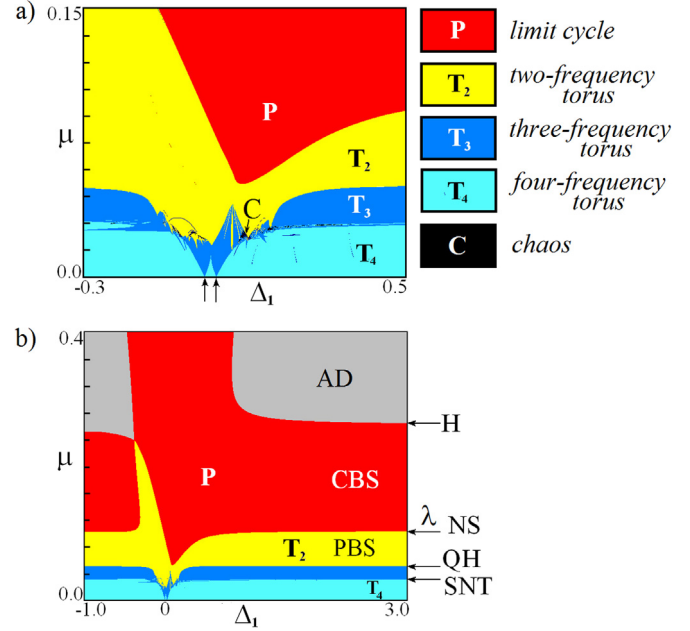 a)
0.15
μ
0.0
-0.3
Δ1
0.5
P
T2
C
T3
T4
P limit cycle
T2 two-frequency
torus
T3 three-frequency
torus
T4 four-frequency
torus
C chaos
b)
0.4
μ
0.0
-1.0
0
Δ1
3.0
AD
H
P
CBS
λ NS
T2 PBS
QH
SNT
T4